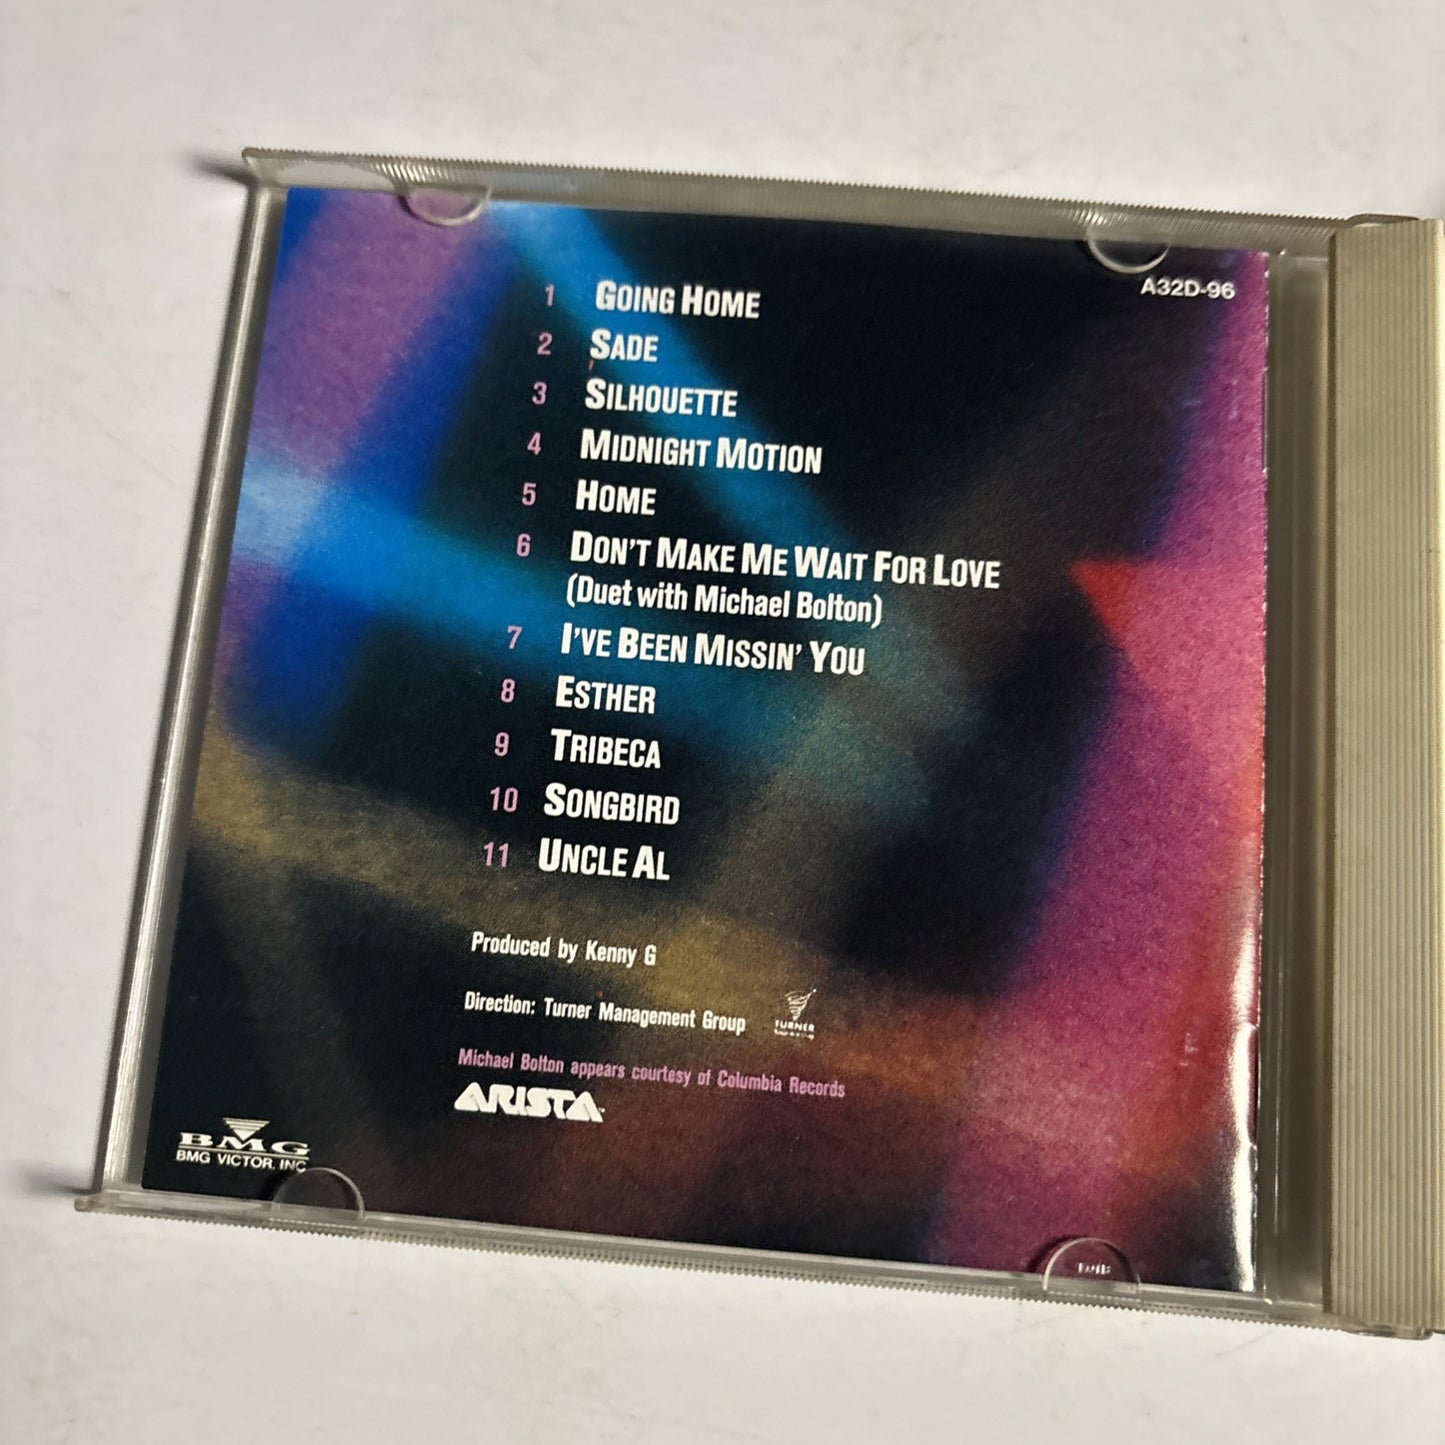 A32D-96
1 GOING HOME
2 SADE
3 SILHOUETTE
4 MIDNIGHT MOTION
5 HOME
6 DON'T MAKE ME WAIT FOR LOVE
(Duet with Michael Bolton)
7 I'VE BEEN MISSIN' YOU
8 ESTHER
9 TRIBECA
10 SONGBIRD
11 UNCLE AL
Produced by Kenny G
Direction: Turner Management Group
TURNER
Michael Bolton appears courtesy of Columbia Records
ARISTA
BMG
BMG VICTOR, INC